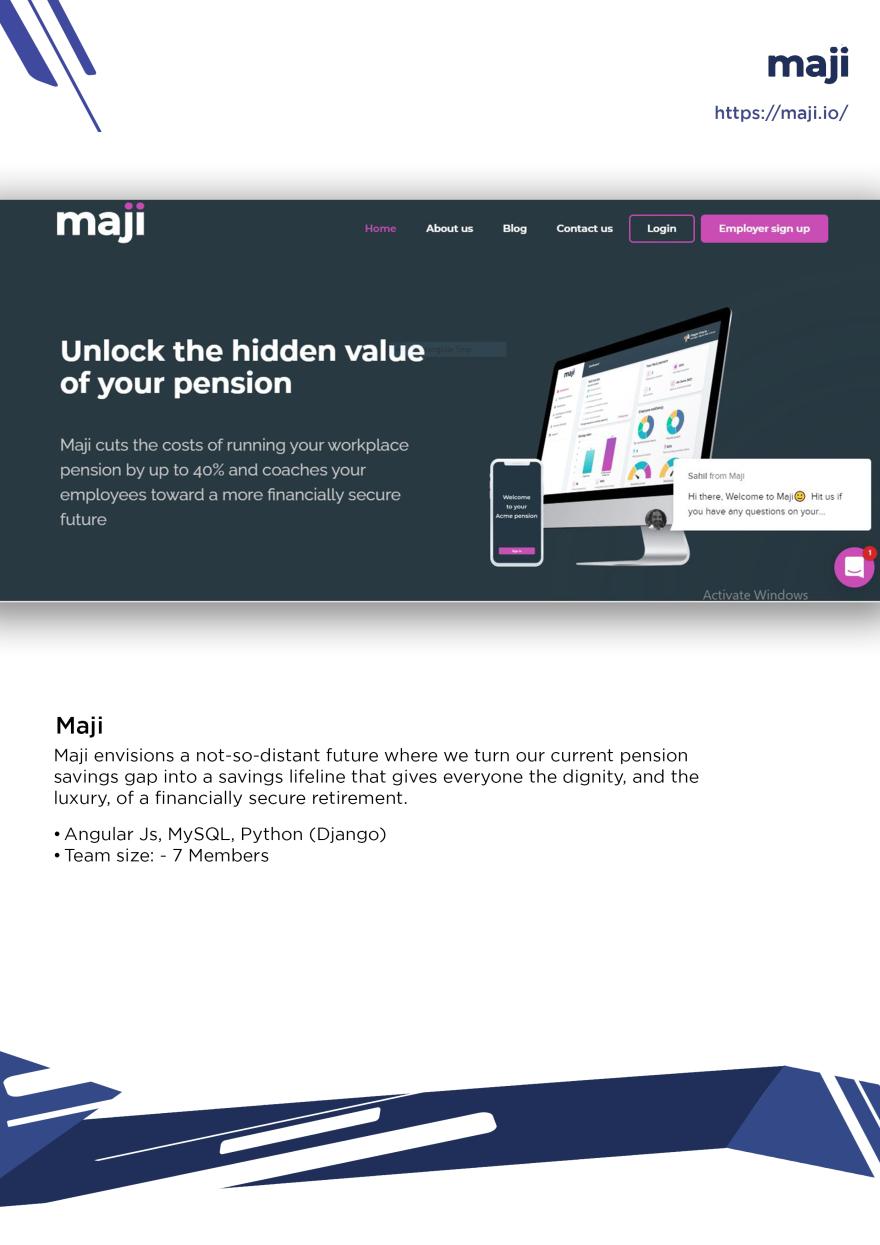 maji
https://maji.io/
maji
Home About us Blog Contact us Login Employer sign up
Unlock the hidden value
of your pension
Maji cuts the costs of running your workplace
pension by up to 40% and coaches your
employees toward a more financially secure
future
maji
Welcome
to your
Acme pension
Sign in
Sahil from Maji
Hi there, Welcome to Maji😊 Hit us if
you have any questions on your...
1
Activate Windows
Maji
Maji envisions a not-so-distant future where we turn our current pension
savings gap into a savings lifeline that gives everyone the dignity, and the
luxury, of a financially secure retirement.
• Angular Js, MySQL, Python (Django)
• Team size: - 7 Members